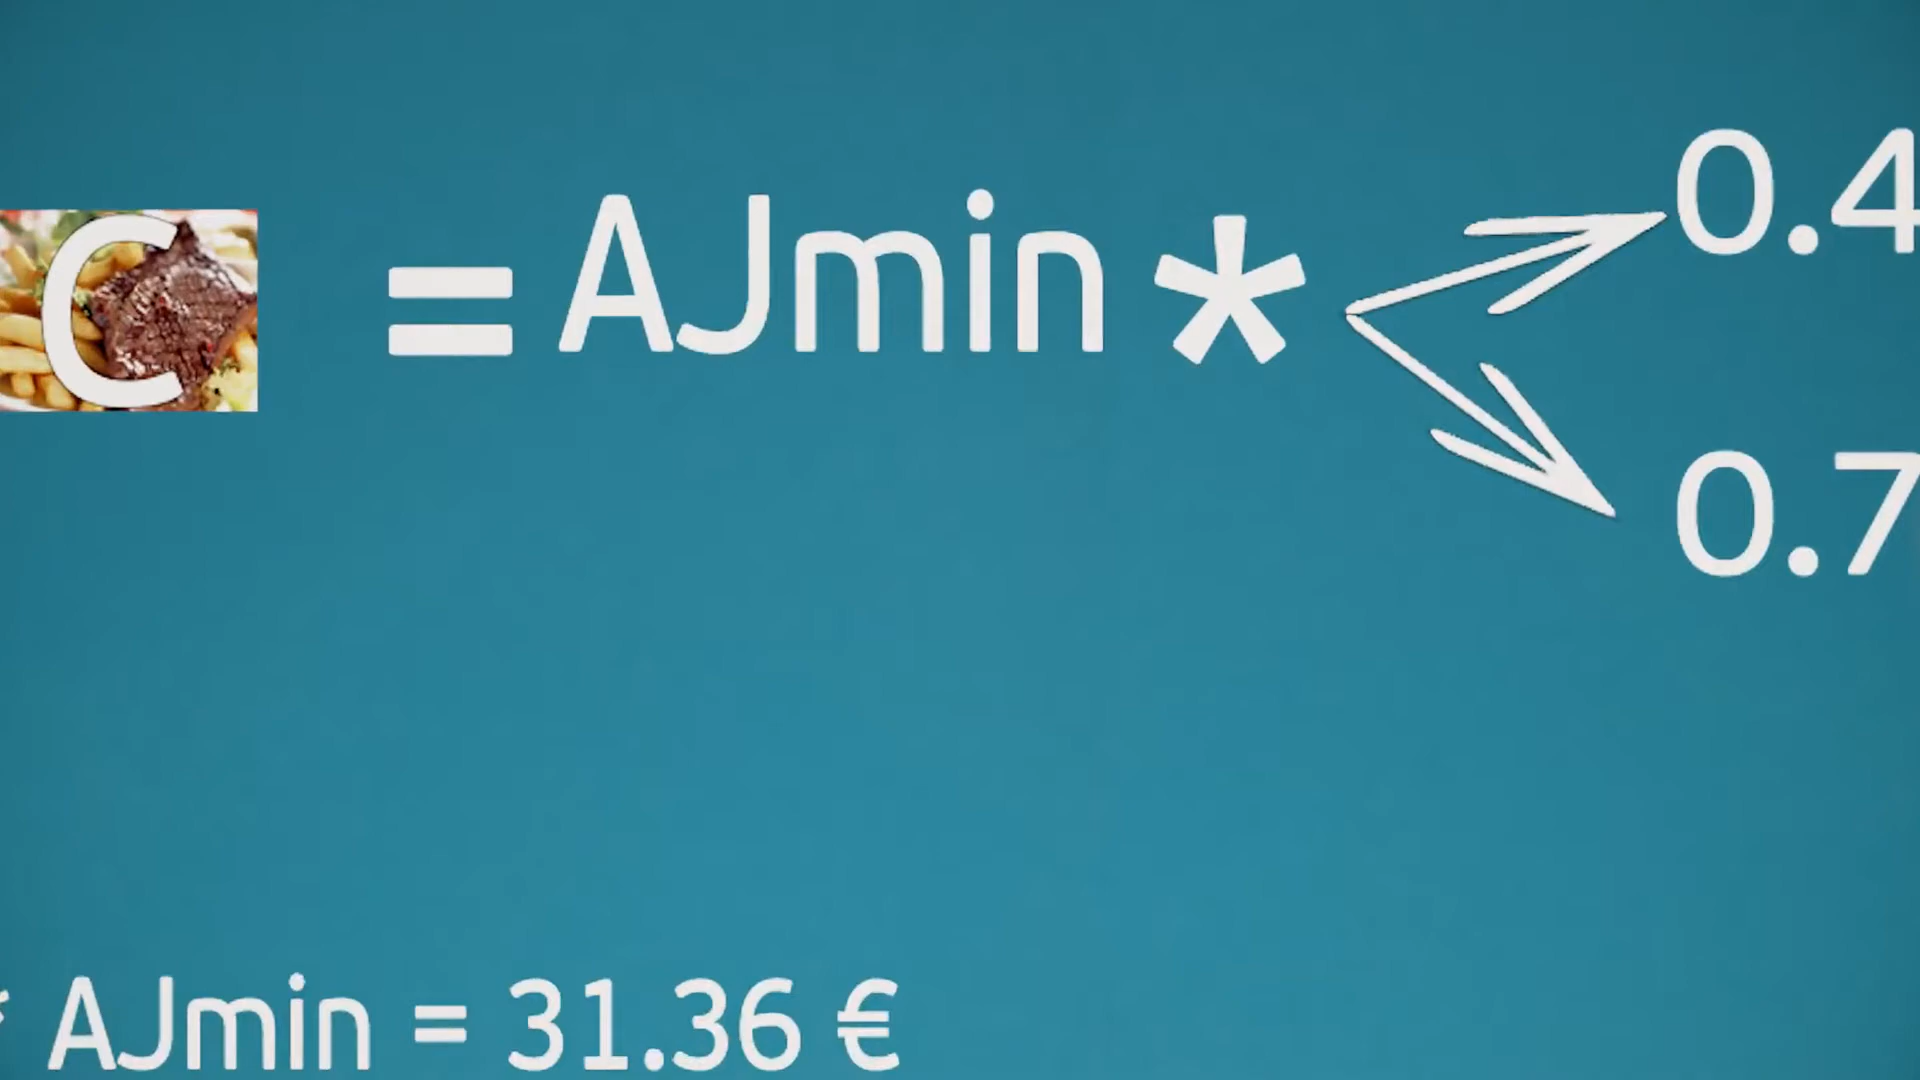 C = AJmin * 0.4
0.7
* AJmin = 31.36 €